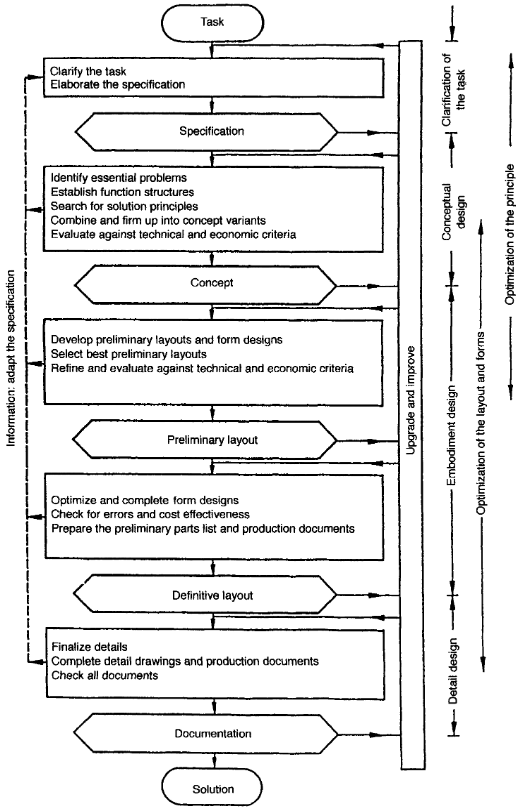 Task
Clarify the task
Elaborate the specification
Specification
Identify essential problems
Establish function structures
Search for solution principles
Combine and firm up into concept variants
Evaluate against technical and economic criteria
Concept
Develop preliminary layouts and form designs
Select best preliminary layouts
Refine and evaluate against technical and economic criteria
Preliminary layout
Optimize and complete form designs
Check for errors and cost effectiveness
Prepare the preliminary parts list and production documents
Definitive layout
Finalize details
Complete detail drawings and production documents
Check all documents
Documentation
Solution
Information: adapt the specification
Upgrade and improve
Clarification of
the task
Conceptual
design
Embodiment design
Detail design
Optimization of the layout and forms
Optimization of the principle